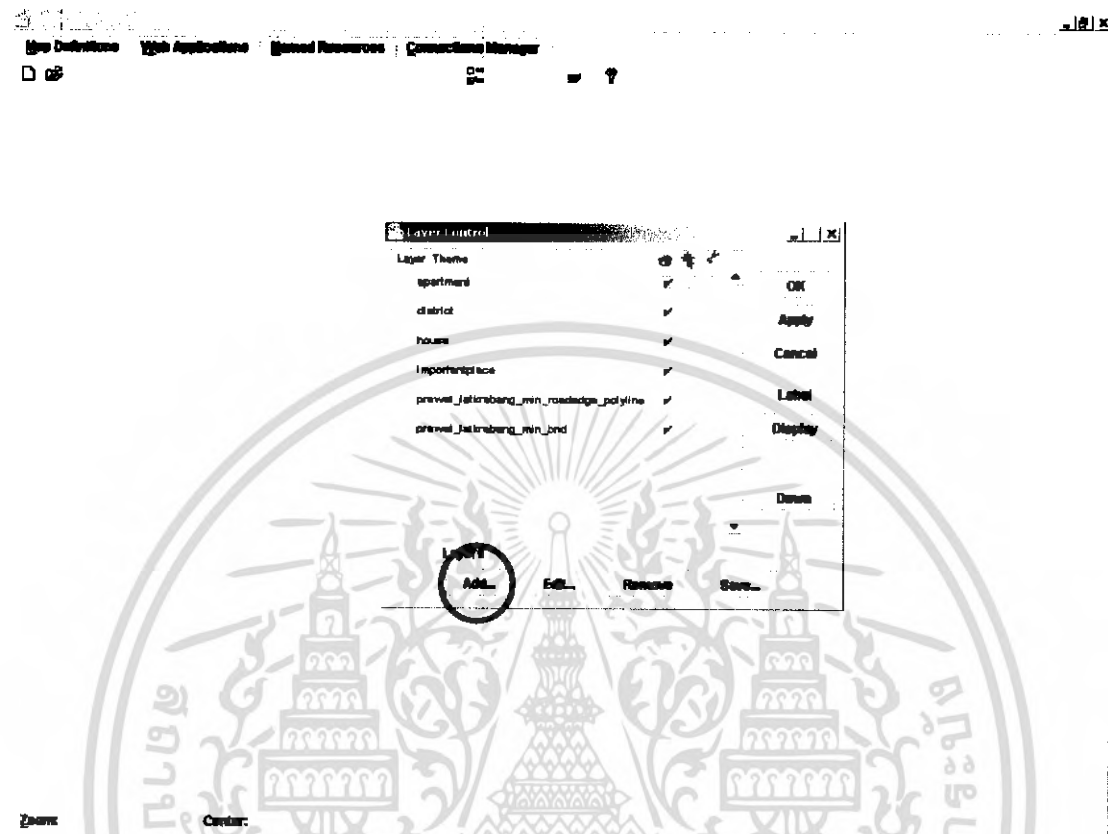 Map Definitions Web Applications Named Resources Connections Manager
Layer Control
Layer Theme
apartment
district
house
importantplace
prawet_latkrabang_min_roadedge_polyline
prawet_latkrabang_min_bnd
OK
Apply
Cancel
Label
Display
Down
Layers
Add... Edit... Remove Save...
Zoom: Center: